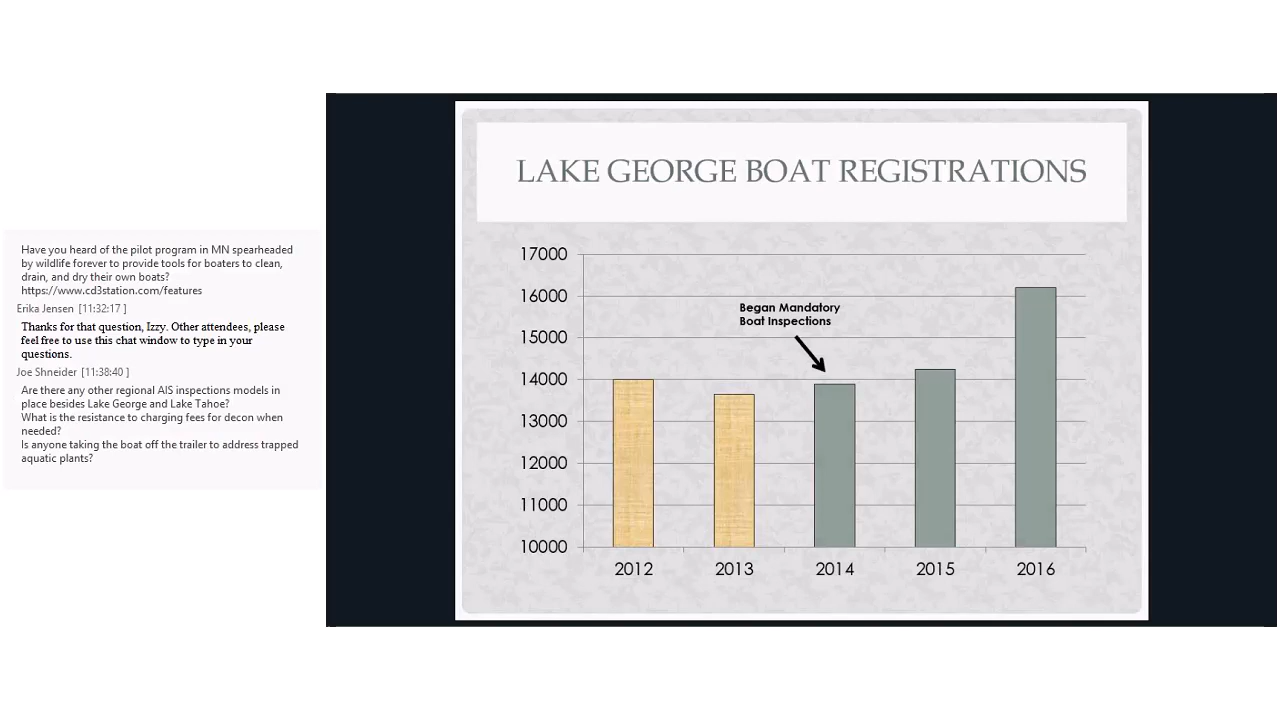 Have you heard of the pilot program in MN spearheaded
by wildlife forever to provide tools for boaters to clean,
drain, and dry their own boats?
https://www.cd3station.com/features
Erika Jensen [11:32:17 ]
Thanks for that question, Izzy. Other attendees, please
feel free to use this chat window to type in your
questions.
Joe Shneider [11:38:40 ]
Are there any other regional AIS inspections models in
place besides Lake George and Lake Tahoe?
What is the resistance to charging fees for decon when
needed?
Is anyone taking the boat off the trailer to address trapped
aquatic plants?
LAKE GEORGE BOAT REGISTRATIONS
17000
16000
15000
14000
13000
12000
11000
10000
Began Mandatory
Boat Inspections
2012 2013 2014 2015 2016